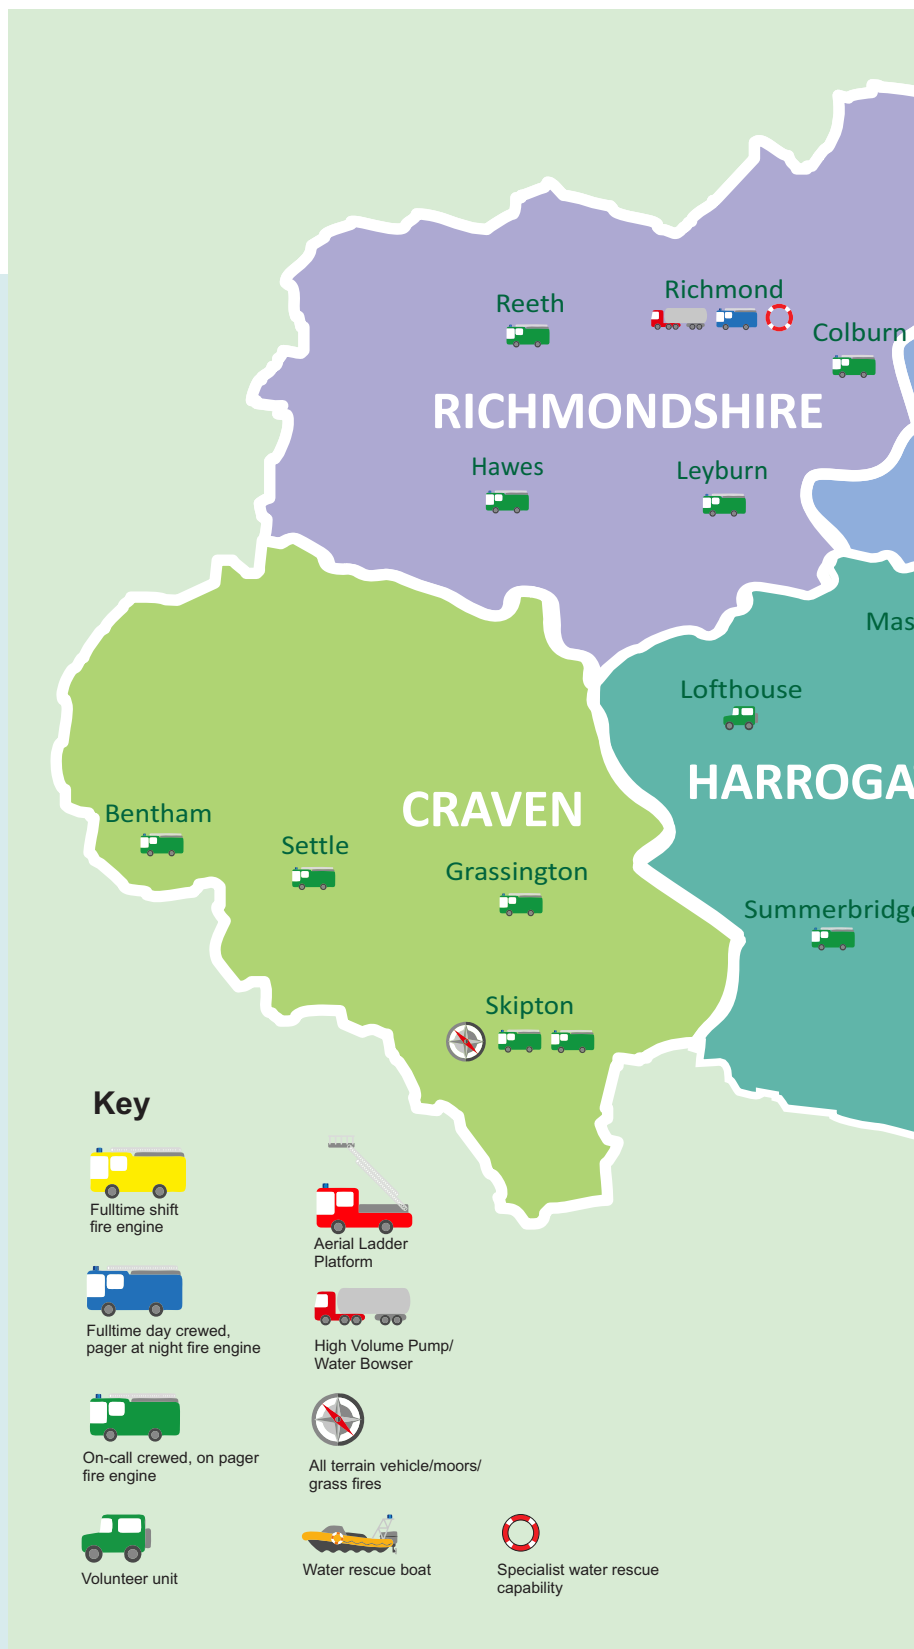 Reeth
Richmond
Colburn
RICHMONDSHIRE
Hawes
Leyburn
Mas
Lofthouse
HARROGA
CRAVEN
Bentham
Settle
Grassington
Summerbridge
Skipton
Key
Fulltime shift
fire engine
Aerial Ladder
Platform
Fulltime day crewed,
pager at night fire engine
High Volume Pump/
Water Bowser
On-call crewed, on pager
fire engine
All terrain vehicle/moors/
grass fires
Volunteer unit
Water rescue boat
Specialist water rescue
capability